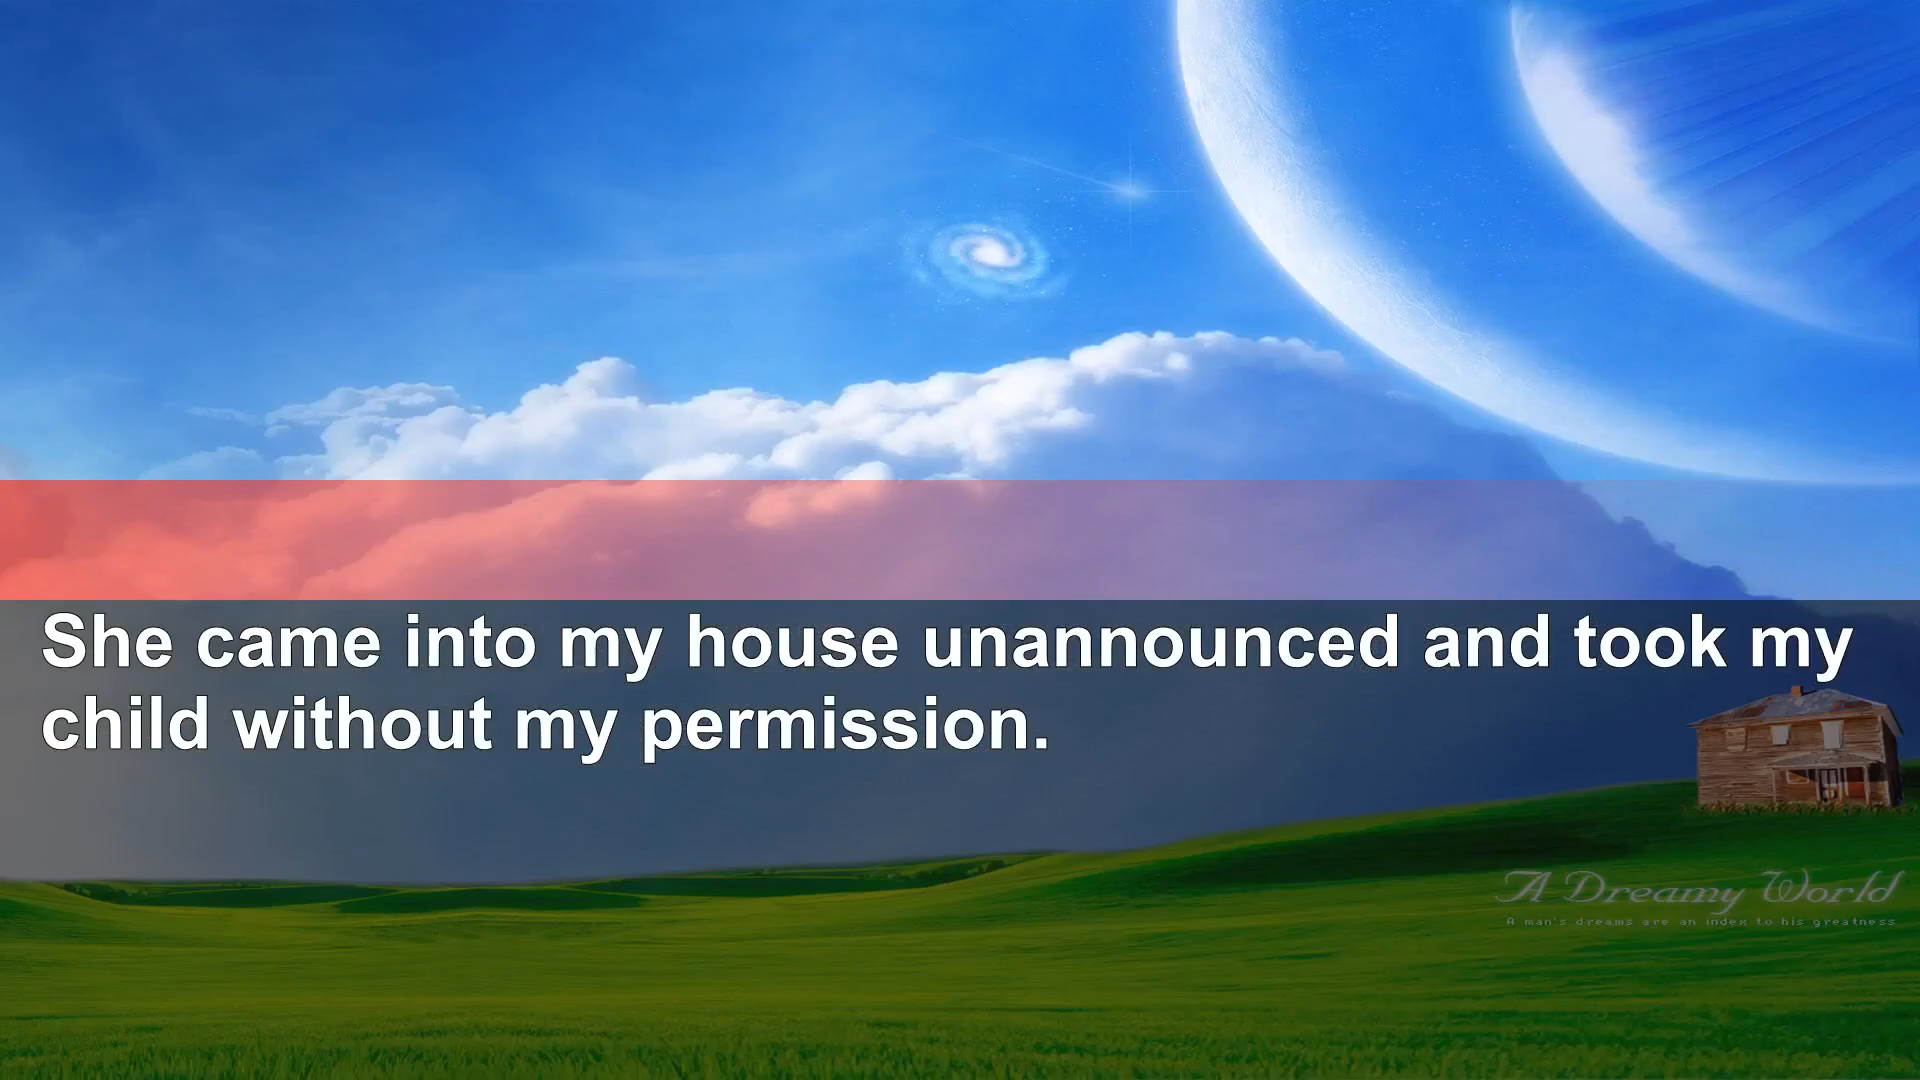 She came into my house unannounced and took my
child without my permission.
A Dreamy World
A man's dreams are an index to his greatness